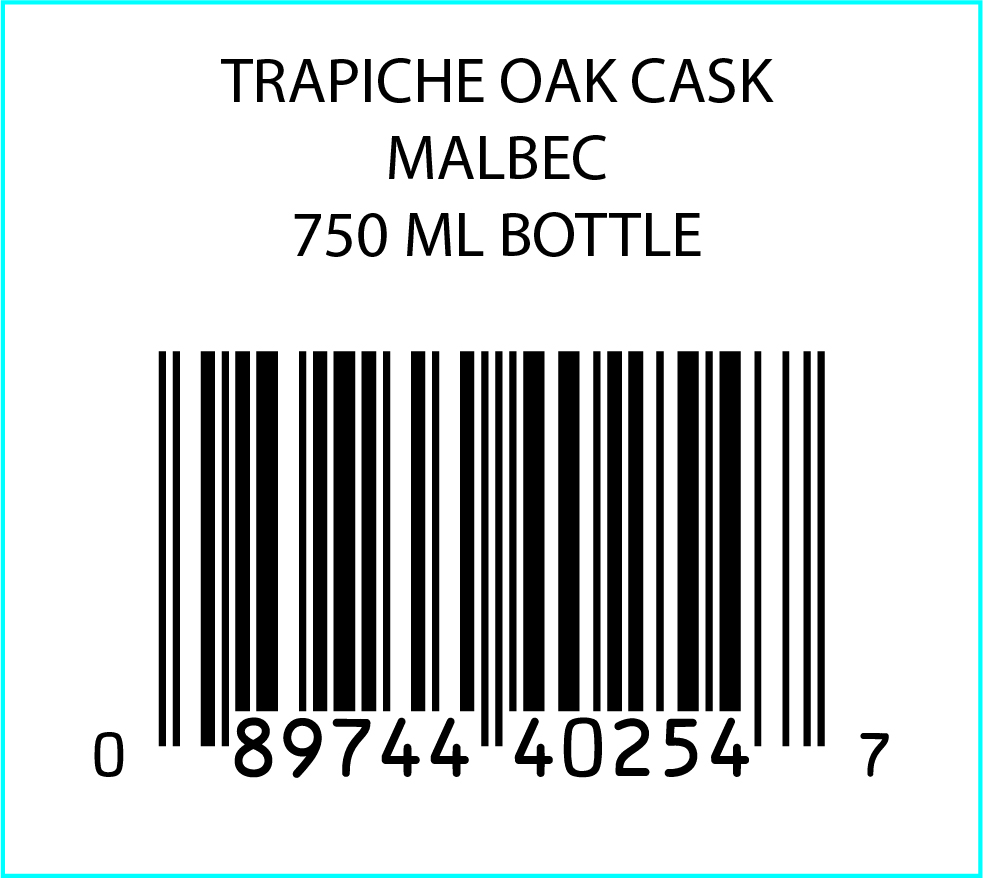 TRAPICHE OAK CASK
MALBEC
750 ML BOTTLE
0 89744 40254 7